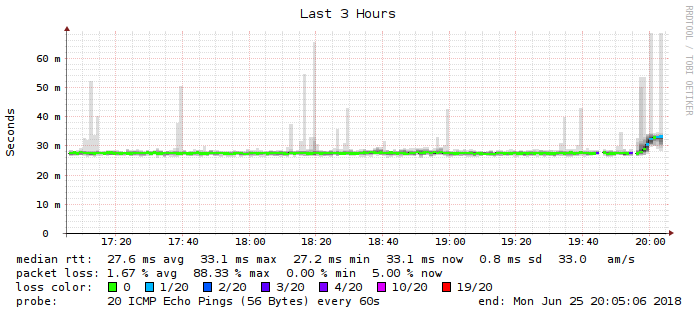 Last 3 Hours
RRDTOOL / TOBI OETIKER
Seconds
60 m
50 m
40 m
30 m
20 m
10 m
0
17:20 17:40 18:00 18:20 18:40 19:00 19:20 19:40 20:00
median rtt: 27.6 ms avg 33.1 ms max 27.2 ms min 33.1 ms now 0.8 ms sd 33.0 am/s
packet loss: 1.67 % avg 88.33 % max 0.00 % min 5.00 % now
loss color: 0 1/20 2/20 3/20 4/20 10/20 19/20
probe: 20 ICMP Echo Pings (56 Bytes) every 60s end: Mon Jun 25 20:05:06 2018